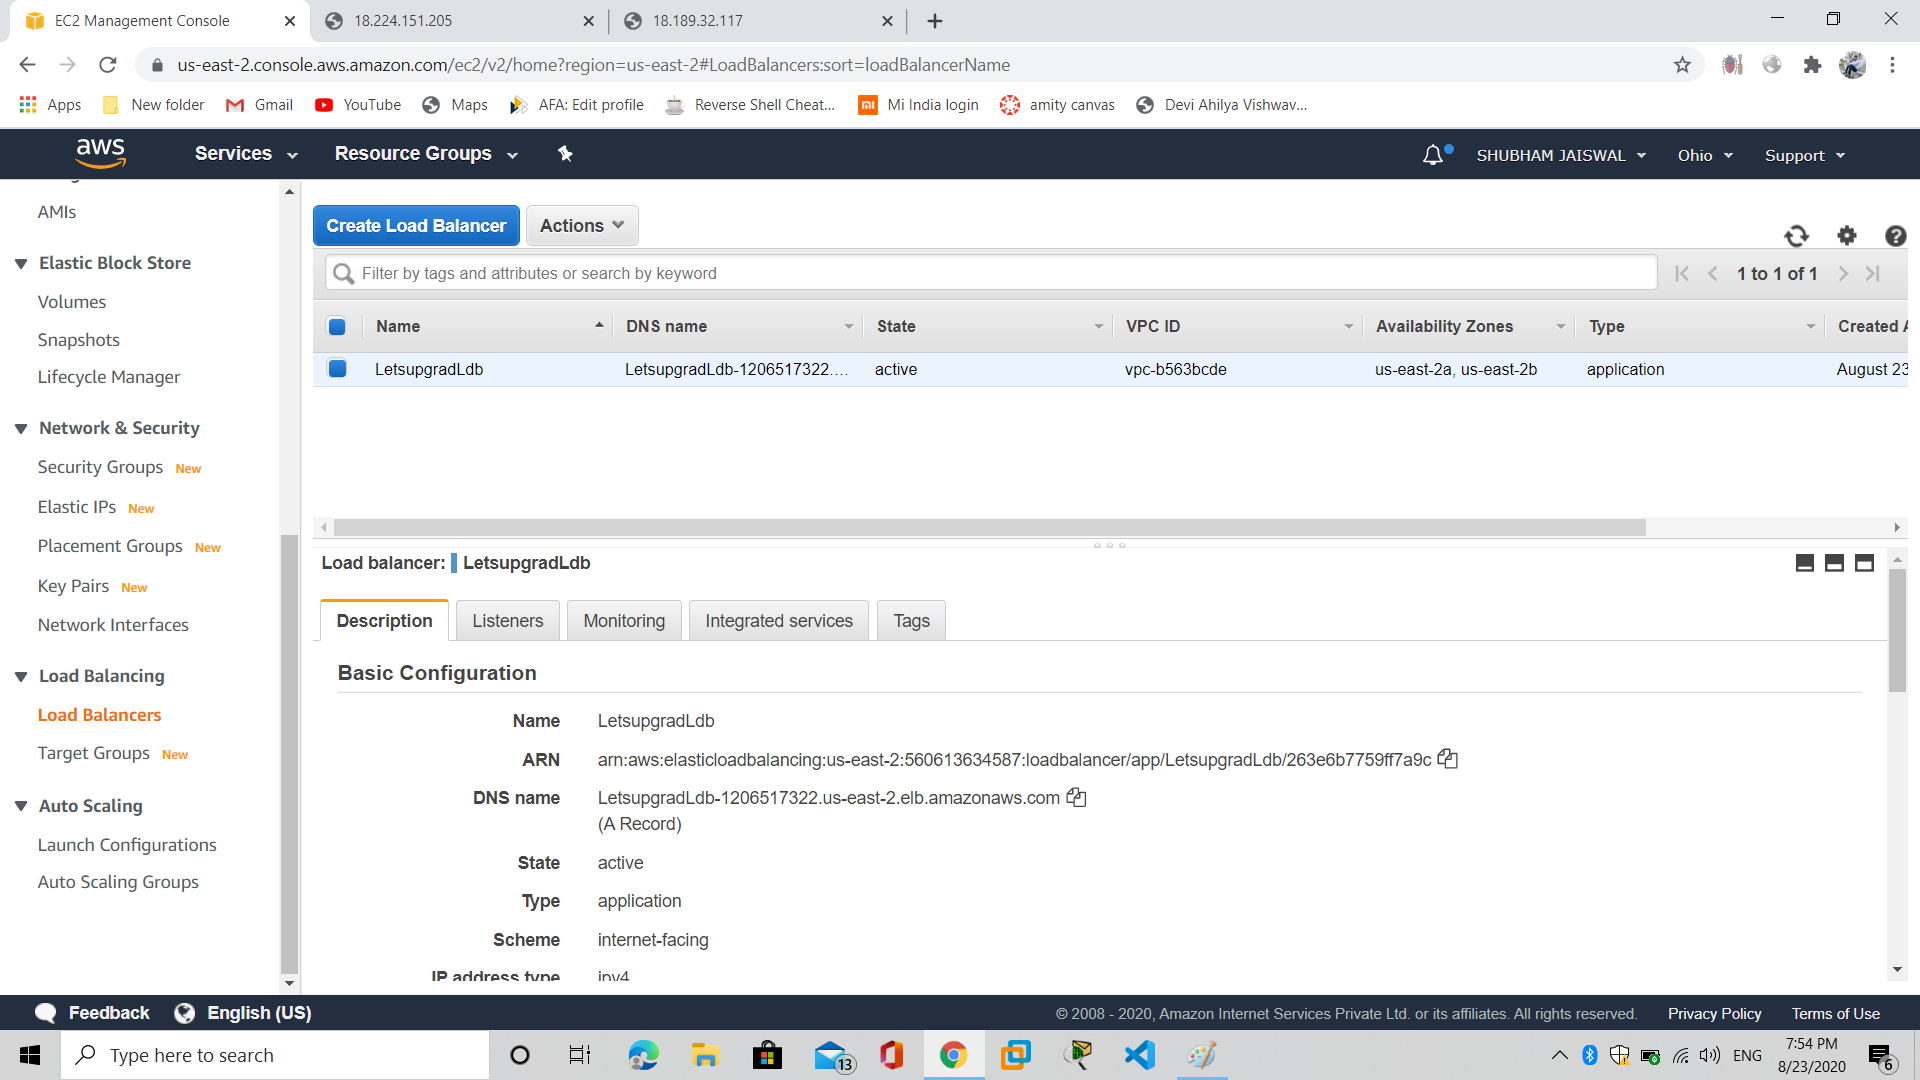 EC2 Management Console
18.224.151.205
18.189.32.117
us-east-2.console.aws.amazon.com/ec2/v2/home?region=us-east-2#LoadBalancers:sort=loadBalancerName
Apps
New folder
Gmail
YouTube
Maps
AFA: Edit profile
Reverse Shell Cheat...
Mi India login
amity canvas
Devi Ahilya Vishwav...
aws
Services
Resource Groups
SHUBHAM JAISWAL
Ohio
Support
AMIs
Elastic Block Store
Volumes
Snapshots
Lifecycle Manager
Network & Security
Security Groups New
Elastic IPs New
Placement Groups New
Key Pairs New
Network Interfaces
Load Balancing
Load Balancers
Target Groups New
Auto Scaling
Launch Configurations
Auto Scaling Groups
Create Load Balancer
Actions
Filter by tags and attributes or search by keyword
1 to 1 of 1
Name DNS name State VPC ID Availability Zones Type Created A
LetsupgradLdb LetsupgradLdb-1206517322.... active vpc-b563bcde us-east-2a, us-east-2b application August 23
Load balancer: LetsupgradLdb
Description
Listeners
Monitoring
Integrated services
Tags
Basic Configuration
Name LetsupgradLdb
ARN arn:aws:elasticloadbalancing:us-east-2:560613634587:loadbalancer/app/LetsupgradLdb/263e6b7759ff7a9c
DNS name LetsupgradLdb-1206517322.us-east-2.elb.amazonaws.com
(A Record)
State active
Type application
Scheme internet-facing
IP address type ipv4
Feedback
English (US)
© 2008 - 2020, Amazon Internet Services Private Ltd. or its affiliates. All rights reserved.
Privacy Policy
Terms of Use
Type here to search
13
ENG
7:54 PM
8/23/2020
6